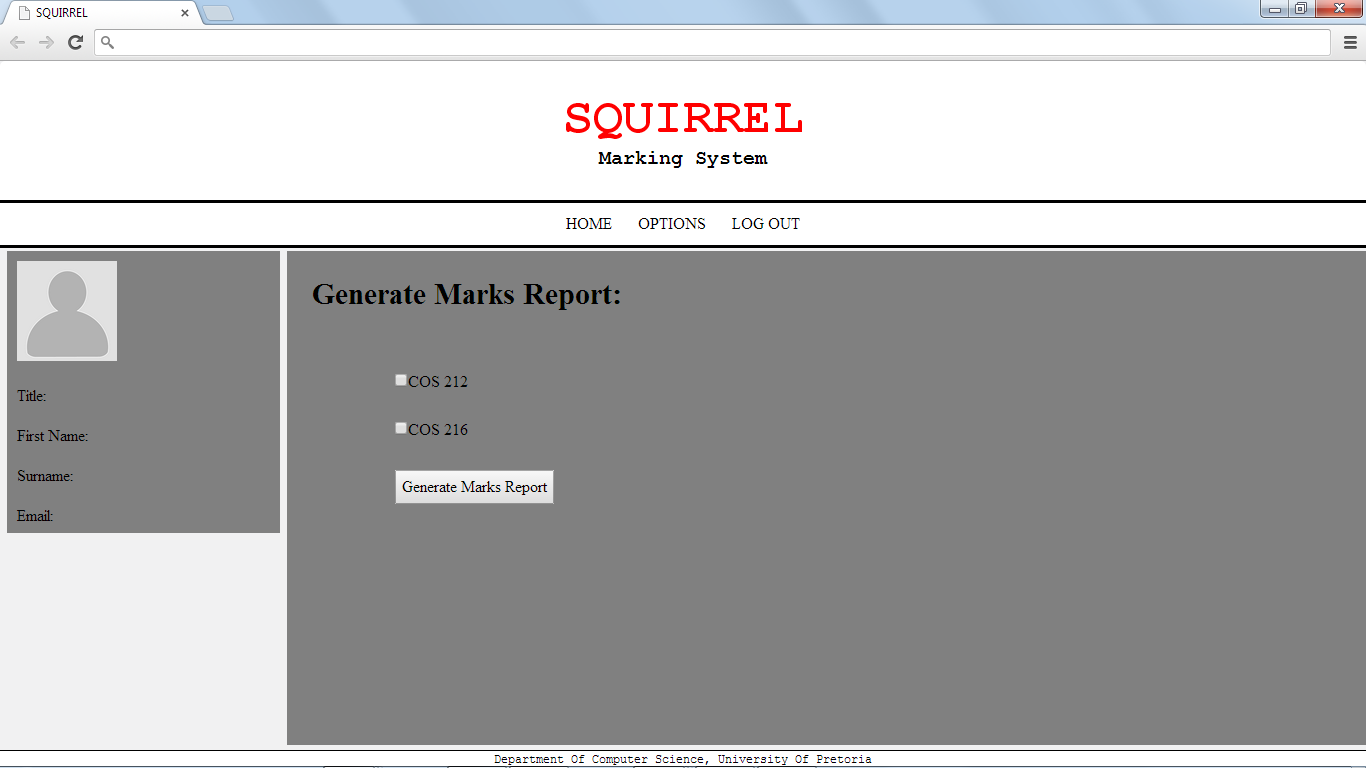 SQUIRREL
SQUIRREL
Marking System
HOME OPTIONS LOG OUT
Title:
First Name:
Surname:
Email:
Generate Marks Report:
COS 212
COS 216
Generate Marks Report
Department Of Computer Science, University Of Pretoria